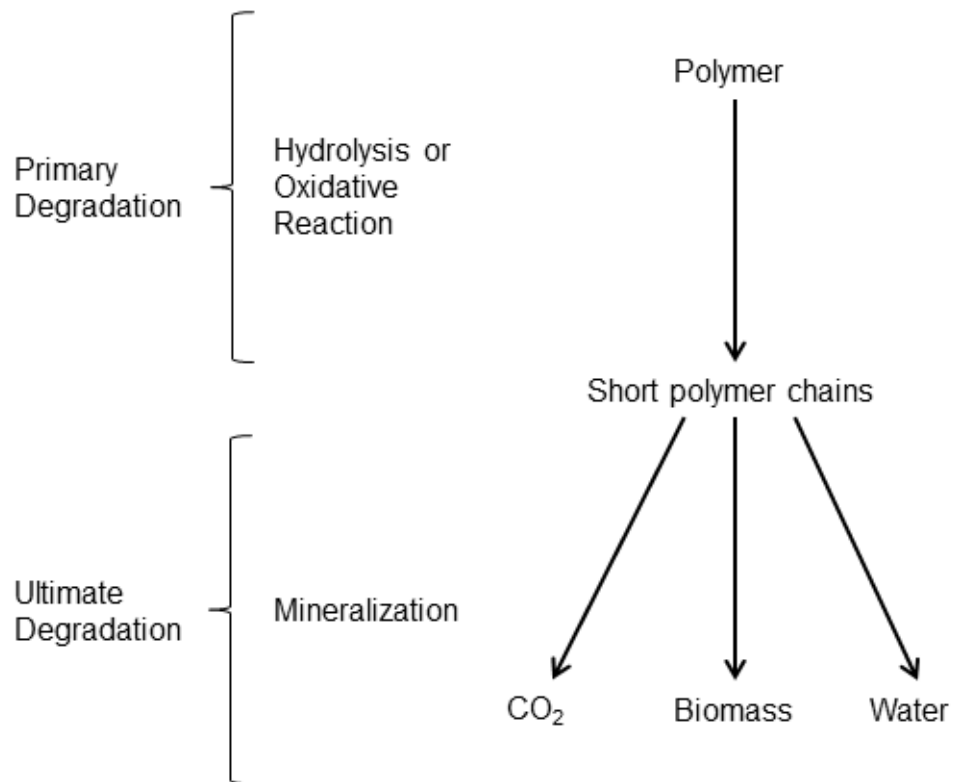 Polymer
Primary
Degradation
Hydrolysis or
Oxidative
Reaction
Short polymer chains
Ultimate
Degradation
Mineralization
CO₂
Biomass
Water